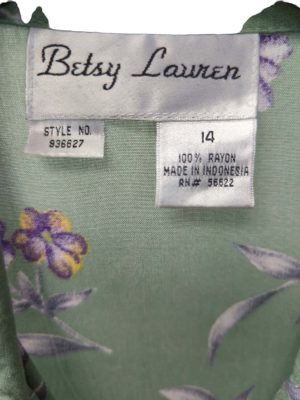 Betsy Lauren
STYLE NO.
936627
14
100% RAYON
MADE IN INDONESIA
RN# 56522